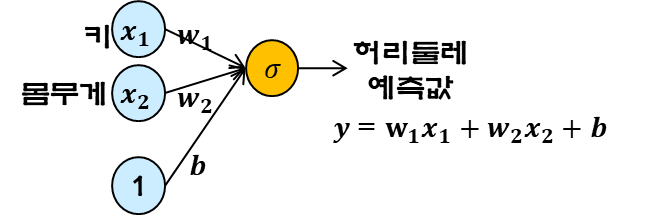 키 x₁ w₁
몸무게 x₂ w₂
1 b
σ
허리둘레
예측값
y = w₁x₁ + w₂x₂ + b